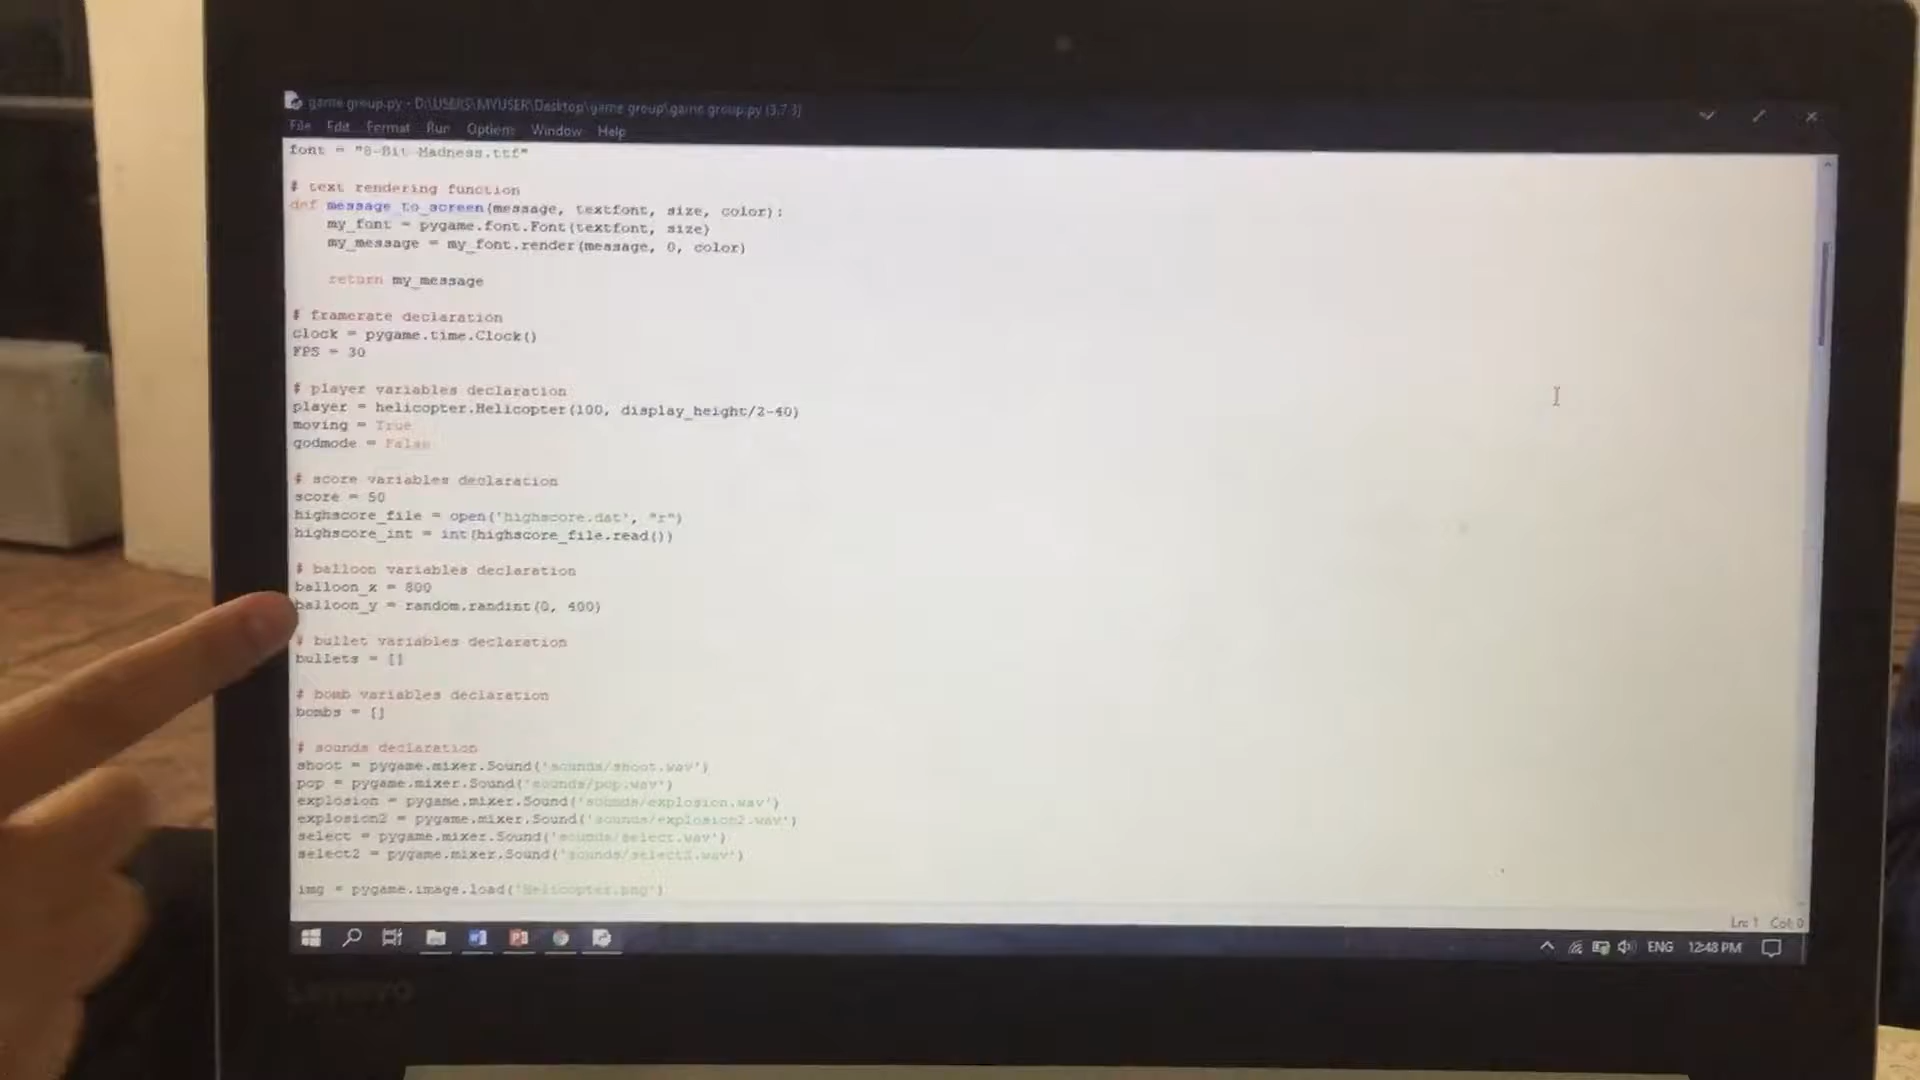 game group.py - D:\USERS\MYUSER\Desktop\game group\game group.py (3.7.3)
File Edit Format Run Options Window Help
font = "8-Bit Madness.ttf"
# text rendering function
def message_to_screen(message, textfont, size, color):
my_font = pygame.font.Font(textfont, size)
my_message = my_font.render(message, 0, color)
return my_message
# framerate declaration
clock = pygame.time.Clock()
FPS = 30
# player variables declaration
player = helicopter.Helicopter(100, display_height/2-40)
moving = True
godmode = False
# score variables declaration
score = 50
highscore_file = open('highscore.dat', "r")
highscore_int = int(highscore_file.read())
# balloon variables declaration
balloon_x = 800
balloon_y = random.randint(0, 400)
# bullet variables declaration
bullets = []
# bomb variables declaration
bombs = []
# sounds declaration
shoot = pygame.mixer.Sound('sounds/shoot.wav')
pop = pygame.mixer.Sound('sounds/pop.wav')
explosion = pygame.mixer.Sound('sounds/explosion.wav')
explosion2 = pygame.mixer.Sound('sounds/explosion2.wav')
select = pygame.mixer.Sound('sounds/select.wav')
select2 = pygame.mixer.Sound('sounds/select2.wav')
img = pygame.image.load('Helicopter.png')
Ln: 1 Col: 0
ENG 12:48 PM
Lenovo